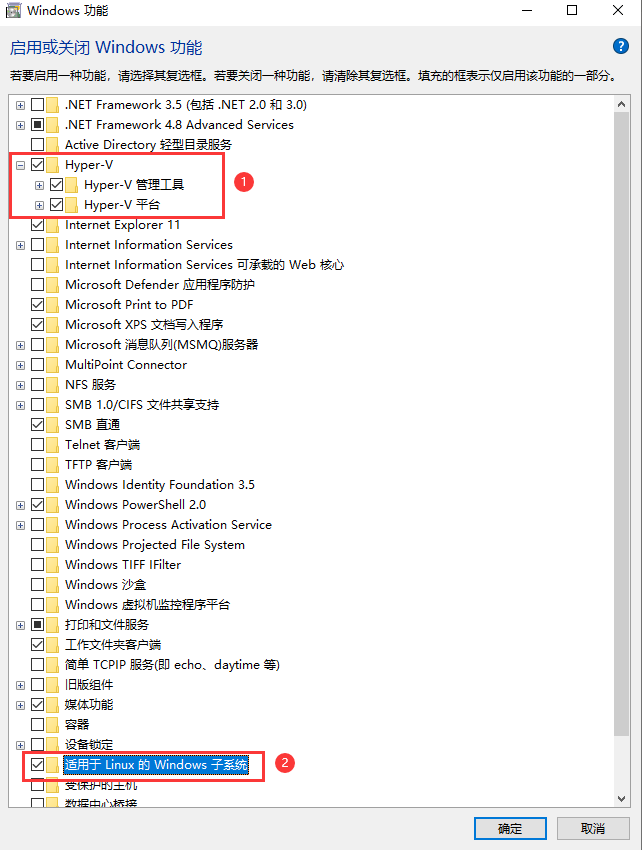 Windows 功能
启用或关闭 Windows 功能
?
若要启用一种功能，请选择其复选框。若要关闭一种功能，请清除其复选框。填充的框表示仅启用该功能的一部分。
.NET Framework 3.5 (包括 .NET 2.0 和 3.0)
.NET Framework 4.8 Advanced Services
Active Directory 轻型目录服务
Hyper-V
Hyper-V 管理工具
1
Hyper-V 平台
Internet Explorer 11
Internet Information Services
Internet Information Services 可承载的 Web 核心
Microsoft Defender 应用程序防护
Microsoft Print to PDF
Microsoft XPS 文档写入程序
Microsoft 消息队列(MSMQ)服务器
MultiPoint Connector
NFS 服务
SMB 1.0/CIFS 文件共享支持
SMB 直通
Telnet 客户端
TFTP 客户端
Windows Identity Foundation 3.5
Windows PowerShell 2.0
Windows Process Activation Service
Windows Projected File System
Windows TIFF IFilter
Windows 沙盒
Windows 虚拟机监控程序平台
打印和文件服务
工作文件夹客户端
简单 TCPIP 服务(即 echo、daytime 等)
旧版组件
媒体功能
容器
设备锁定
适用于 Linux 的 Windows 子系统
2
受保护的主机
数据中心桥接
确定
取消